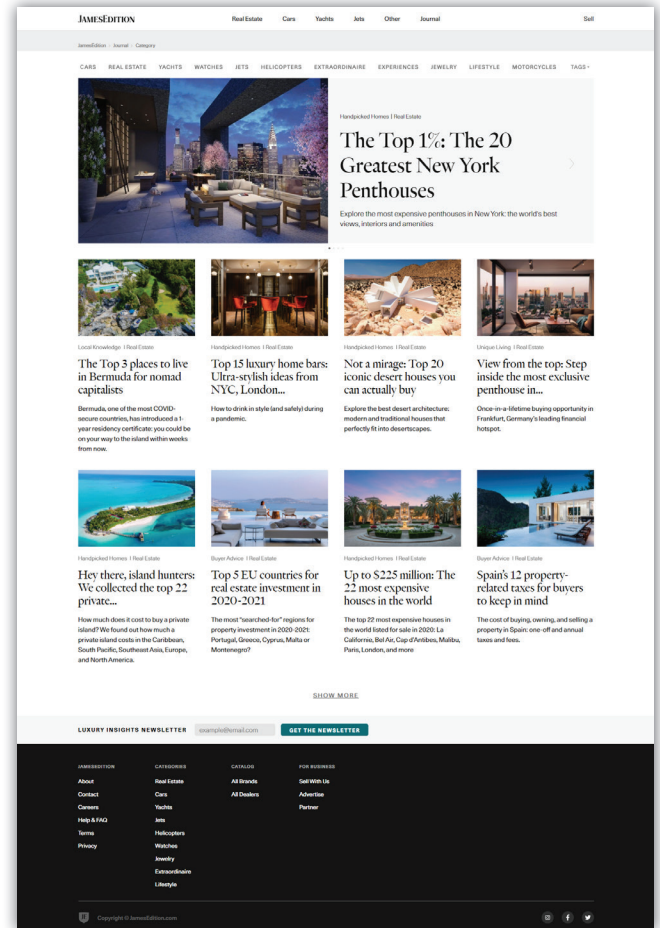 JAMESEDITION
Real Estate Cars Yachts Jets Other Journal
Sell
JamesEdition Journal Category
CARS REAL ESTATE YACHTS WATCHES JETS HELICOPTERS EXTRAORDINAIRE EXPERIENCES JEWELRY LIFESTYLE MOTORCYCLES TAGS
Handpicked Homes | Real Estate
The Top 1%: The 20
Greatest New York
Penthouses
Explore the most expensive penthouses in New York: the world's best
views, interiors and amenities
Local Knowledge | Real Estate
The Top 3 places to live
in Bermuda for nomad
capitalists
Bermuda, one of the most COVID-
secure countries, has introduced a 1-
year residency certificate: you could be
on your way to the island within weeks
from now.
Handpicked Homes | Real Estate
Top 15 luxury home bars:
Ultra-stylish ideas from
NYC, London...
How to drink in style (and safely) during
a pandemic.
Handpicked Homes | Real Estate
Not a mirage: Top 20
iconic desert houses you
can actually buy
Explore the best desert architecture:
modern and traditional houses that
perfectly fit into desertscapes.
Unique Living | Real Estate
View from the top: Step
inside the most exclusive
penthouse in...
Once-in-a-lifetime buying opportunity in
Frankfurt, Germany's leading financial
hotspot.
Handpicked Homes | Real Estate
Hey there, island hunters:
We collected the top 22
private...
How much does it cost to buy a private
island? We found out how much a
private island costs in the Caribbean,
South Pacific, Southeast Asia, Europe,
and North America.
Buyer Advice | Real Estate
Top 5 EU countries for
real estate investment in
2020-2021
The most "searched-for" regions for
property investment in 2020-2021:
Portugal, Greece, Cyprus, Malta or
Montenegro?
Handpicked Homes | Real Estate
Up to $225 million: The
22 most expensive
houses in the world
The top 22 most expensive houses in
the world listed for sale in 2020: La
Californie, Bel Air, Cap d'Antibes, Malibu,
Paris, London, and more
Buyer Advice | Real Estate
Spain's 12 property-
related taxes for buyers
to keep in mind
The cost of buying, owning, and selling a
property in Spain: one-off and annual
taxes and fees.
SHOW MORE
LUXURY INSIGHTS NEWSLETTER example@email.com GET THE NEWSLETTER
JAMESEDITION
About
Contact
Careers
Help & FAQ
Terms
Privacy
CATEGORIES
Real Estate
Cars
Yachts
Jets
Helicopters
Watches
Jewelry
Extraordinaire
Lifestyle
CATALOG
All Brands
All Dealers
FOR BUSINESS
Sell With Us
Advertise
Partner
Copyright © JamesEdition.com